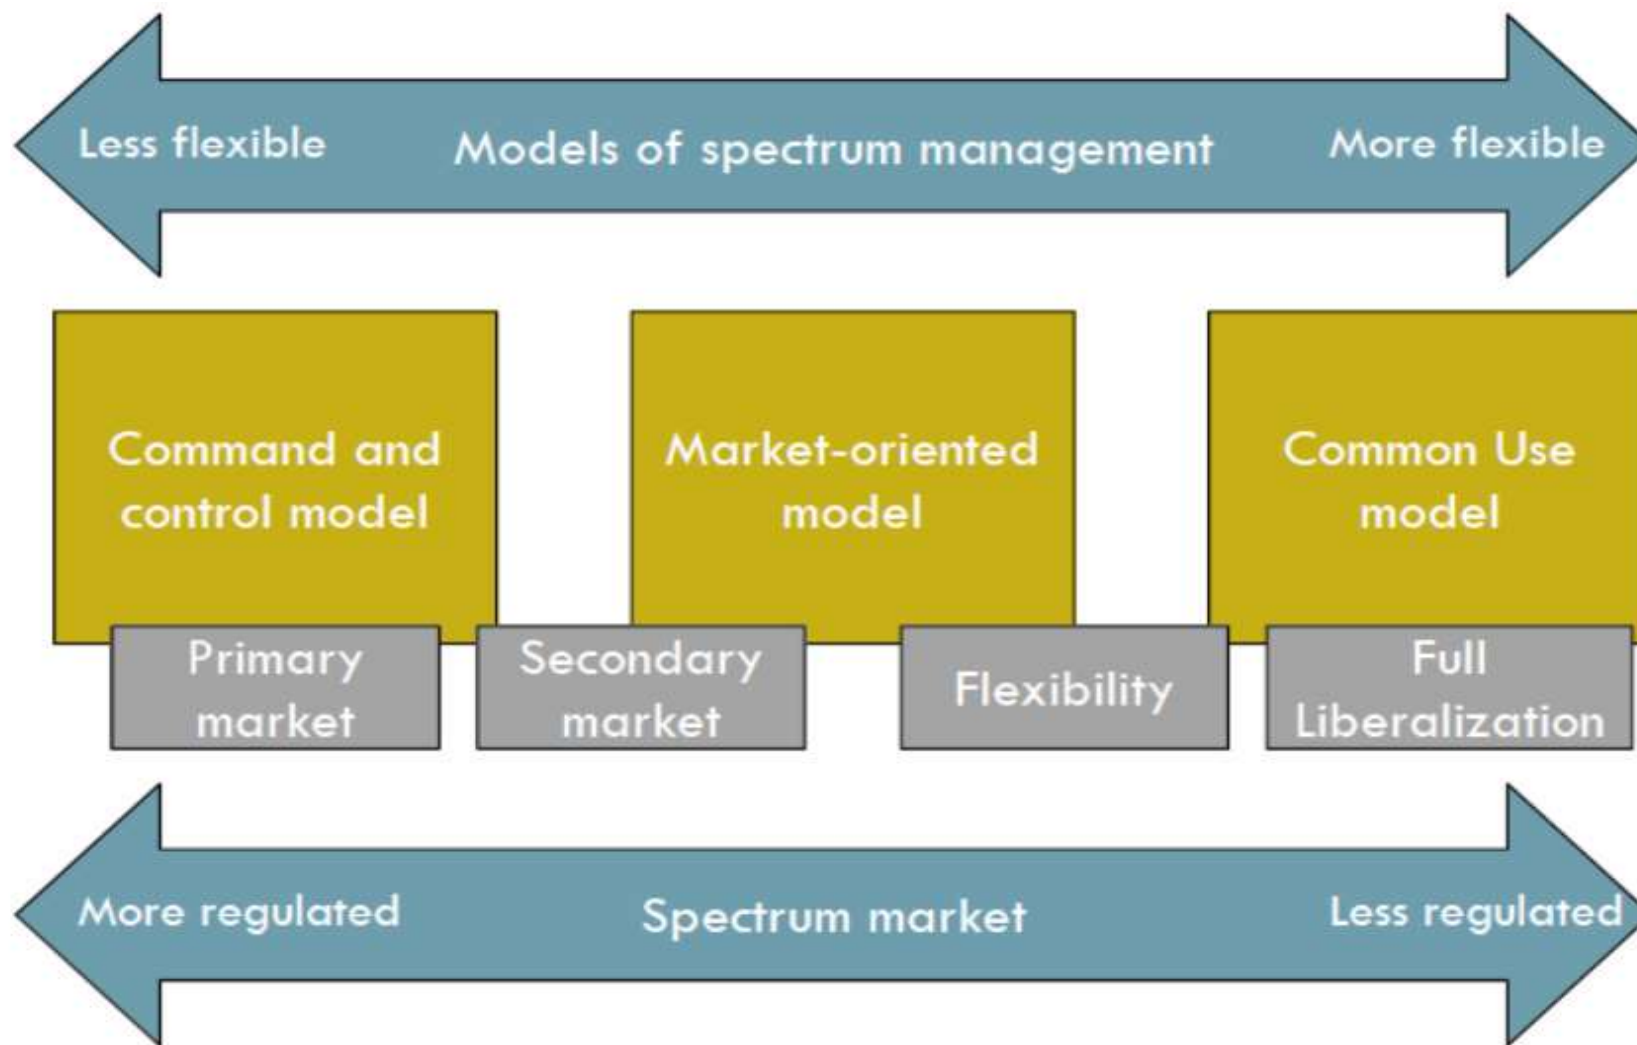 Less flexible
Models of spectrum management
More flexible
Command and
control model
Market-oriented
model
Common Use
model
Primary
market
Secondary
market
Flexibility
Full
Liberalization
More regulated
Spectrum market
Less regulated